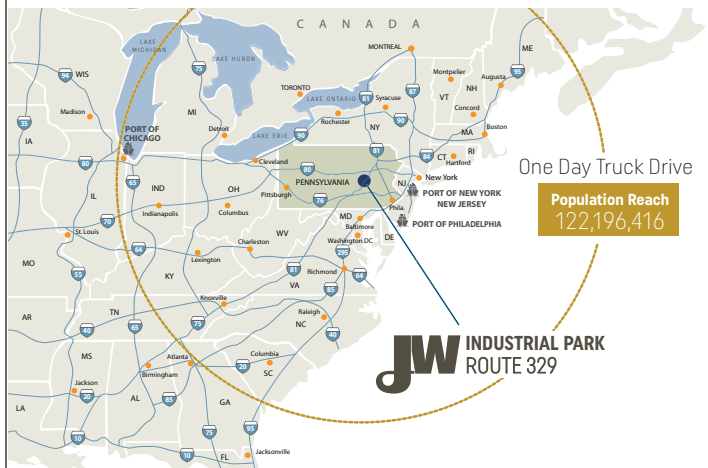 CANADA
LAKE
MICHIGAN
LAKE HURON
MONTREAL
ME
75
94
WIS
TORONTO
87
Montpelier
Augusta
95
LAKE ONTARIO
81
Syracuse
VT
NH
Madison
MI
Rochester
90
Concord
35
PORT OF
CHICAGO
Detroit
LAKE ERIE
90
NY
MA
Boston
IA
81
CT
RI
80
Cleveland
84
Hartford
One Day Truck Drive
80
65
IND
OH
PENNSYLVANIA
New York
NJ
PORT OF NEW YORK
NEW JERSEY
IL
Pittsburgh
76
Phila.
Population Reach
122,196,416
Indianapolis
Columbus
MD
Baltimore
PORT OF PHILADELPHIA
70
St.Louis
WV
Washington DC
DE
64
Charleston
295
MO
Lexington
55
KY
81
Richmond
64
VA
85
Knoxville
AR
TN
Raleigh
40
65
75
NC
40
JW
INDUSTRIAL PARK
ROUTE 329
MS
Atlanta
Columbia
20
SC
Birmingham
Jackson
20
AL
85
LA
GA
95
10
75
10
FL
Jacksonville